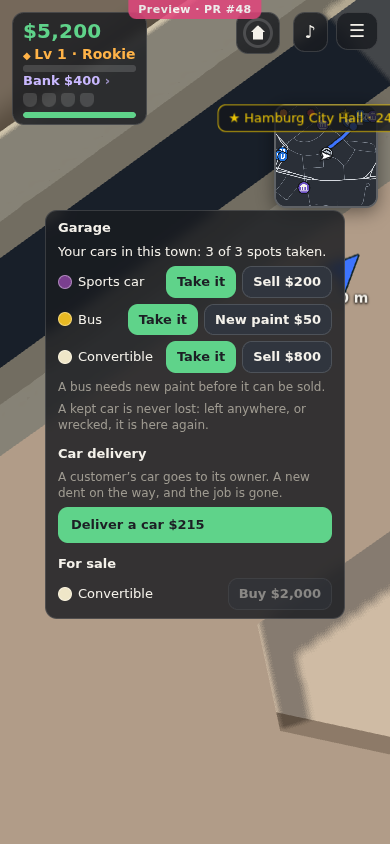 Preview · PR #48
$5,200
◆ Lv 1 · Rookie
Bank $400 ›
★ Hamburg City Hall · 24
Garage
Your cars in this town: 3 of 3 spots taken.
Sports car Take it Sell $200
Bus Take it New paint $50
Convertible Take it Sell $800
A bus needs new paint before it can be sold.
A kept car is never lost: left anywhere, or
wrecked, it is here again.
Car delivery
A customer's car goes to its owner. A new
dent on the way, and the job is gone.
Deliver a car $215
For sale
Convertible Buy $2,000